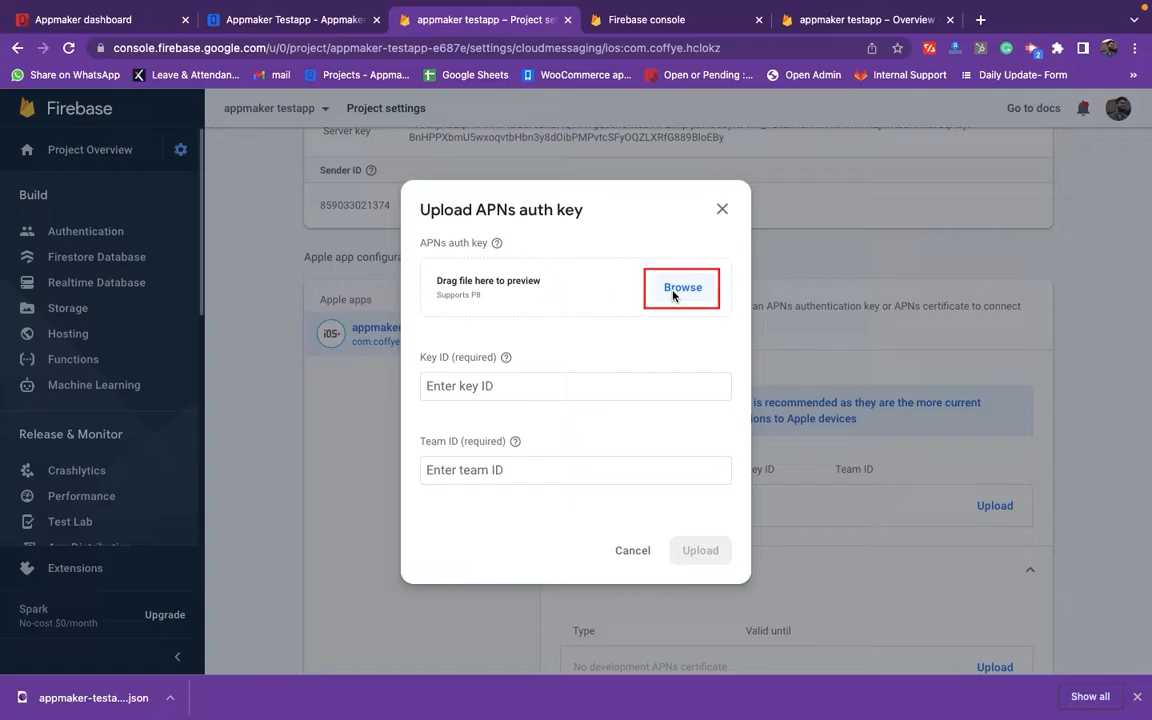 Appmaker dashboard
Appmaker Testapp - Appmaker
appmaker testapp – Project se
Firebase console
appmaker testapp – Overview
console.firebase.google.com/u/0/project/appmaker-testapp-e687e/settings/cloudmessaging/ios:com.coffye.hclokz
Share on WhatsApp
Leave & Attendan...
mail
Projects - Appma...
Google Sheets
WooCommerce ap...
Open or Pending :...
Open Admin
Internal Support
Daily Update- Form
»
Firebase
appmaker testapp
Project settings
Go to docs
Project Overview
Server key
BnHPPXbmU5wxoqvtbHbn3y8dOibPMPvtcSFyOQZLXRfG889BIoEBy
Sender ID
859033021374
Build
Authentication
Firestore Database
Realtime Database
Storage
Hosting
Functions
Machine Learning
Release & Monitor
Crashlytics
Performance
Test Lab
App Distribution
Extensions
Spark
No-cost $0/month
Upgrade
Apple app configura
Apple apps
iOS+
appmaker
com.coffye
an APNs authentication key or APNs certificate to connect
is recommended as they are the more current
ions to Apple devices
ey ID
Team ID
Upload
Type
Valid until
No development APNs certificate
Upload
Upload APNs auth key
APNs auth key
Drag file here to preview
Supports P8
Browse
Key ID (required)
Enter key ID
Team ID (required)
Enter team ID
Cancel
Upload
appmaker-testa....json
Show all